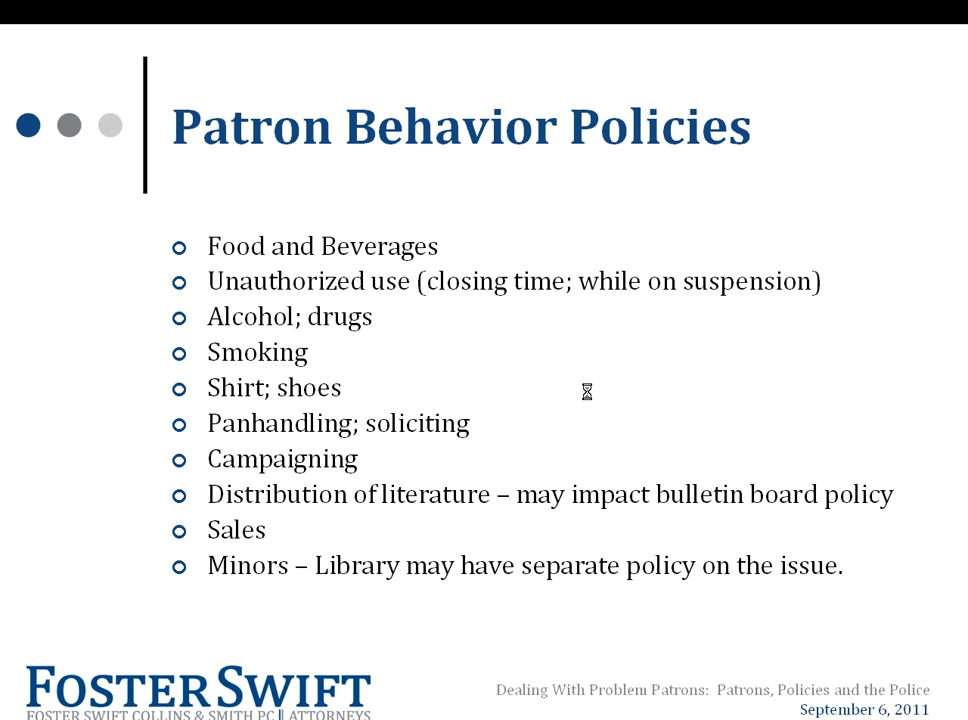 Patron Behavior Policies
Food and Beverages
Unauthorized use (closing time; while on suspension)
Alcohol; drugs
Smoking
Shirt; shoes
Panhandling; soliciting
Campaigning
Distribution of literature – may impact bulletin board policy
Sales
Minors – Library may have separate policy on the issue.
FOSTER SWIFT
FOSTER SWIFT COLLINS & SMITH PC || ATTORNEYS
Dealing With Problem Patrons: Patrons, Policies and the Police
September 6, 2011